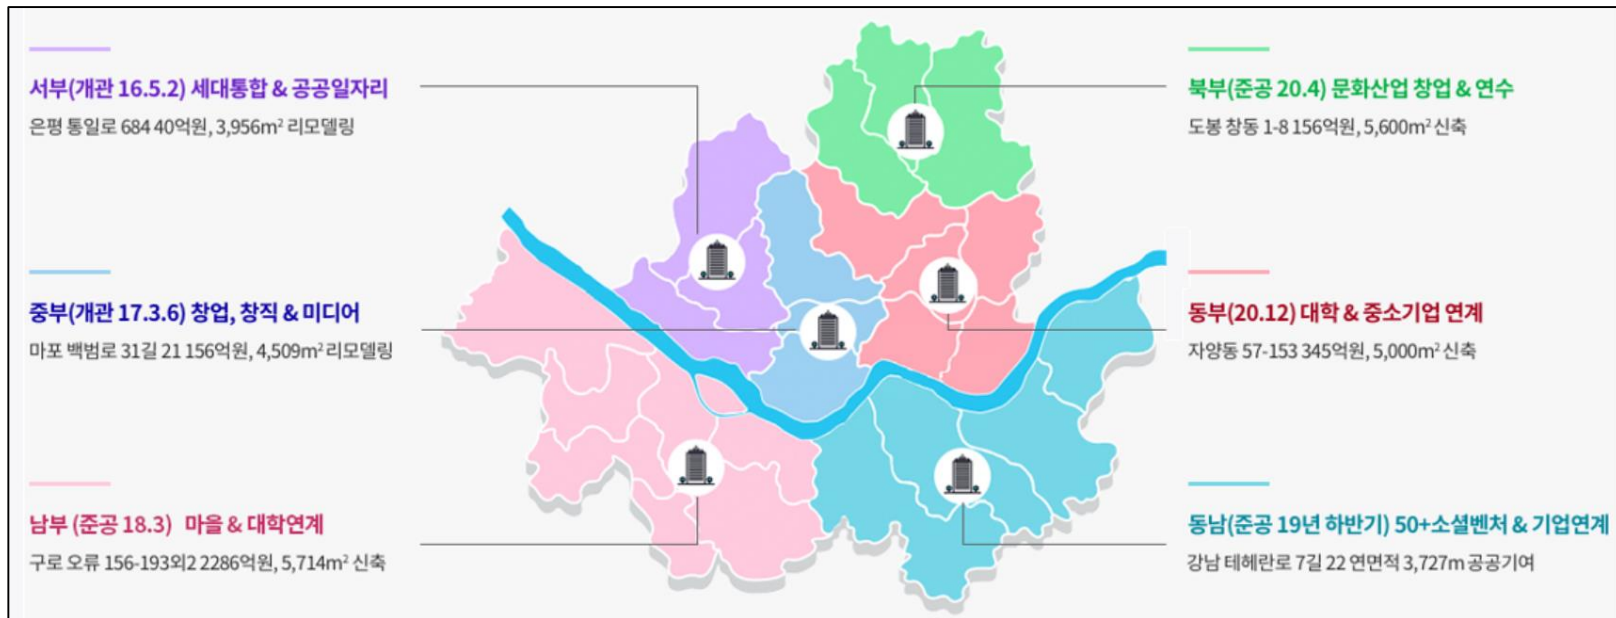 서부(개관 16.5.2) 세대통합 & 공공일자리
은평 통일로 684 40억원, 3,956m² 리모델링
중부(개관 17.3.6) 창업, 창직 & 미디어
마포 백범로 31길 21 156억원, 4,509m² 리모델링
남부 (준공 18.3) 마을 & 대학연계
구로 오류 156-193외2 2286억원, 5,714m² 신축
북부(준공 20.4) 문화산업 창업 & 연수
도봉 창동 1-8 156억원, 5,600m² 신축
동부(20.12) 대학 & 중소기업 연계
자양동 57-153 345억원, 5,000m² 신축
동남(준공 19년 하반기) 50+소셜벤처 & 기업연계
강남 테헤란로 7길 22 연면적 3,727m 공공기여